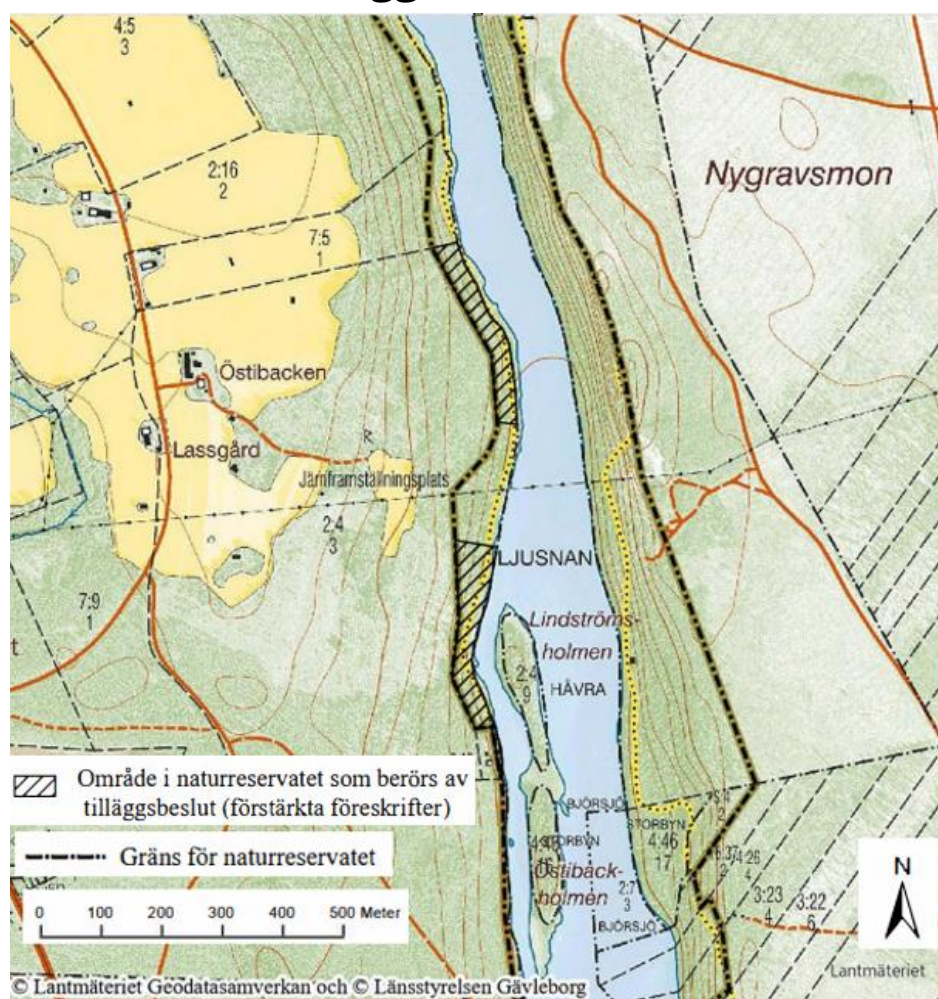 4:5
3
2:16
2
7:5
1
Nygravsmon
Östibacken
Lassgård
R
Järnframställningsplats
2:4
3
LJUSNAN
7:9
1
t
Lindströms-
holmen
2:4
9
HÅVRA
BJÖRSJÖ
STORBYN
4:46
17
STORBYN
Östibäck-
holmen
2:7
3
BJÖRSJÖ
4:26
4
3:23
4
3:22
6
Område i naturreservatet som berörs av
tilläggsbeslut (förstärkta föreskrifter)
Gräns för naturreservatet
0 100 200 300 400 500 Meter
N
Lantmäteriet
© Lantmäteriet Geodatasamverkan och © Länsstyrelsen Gävleborg